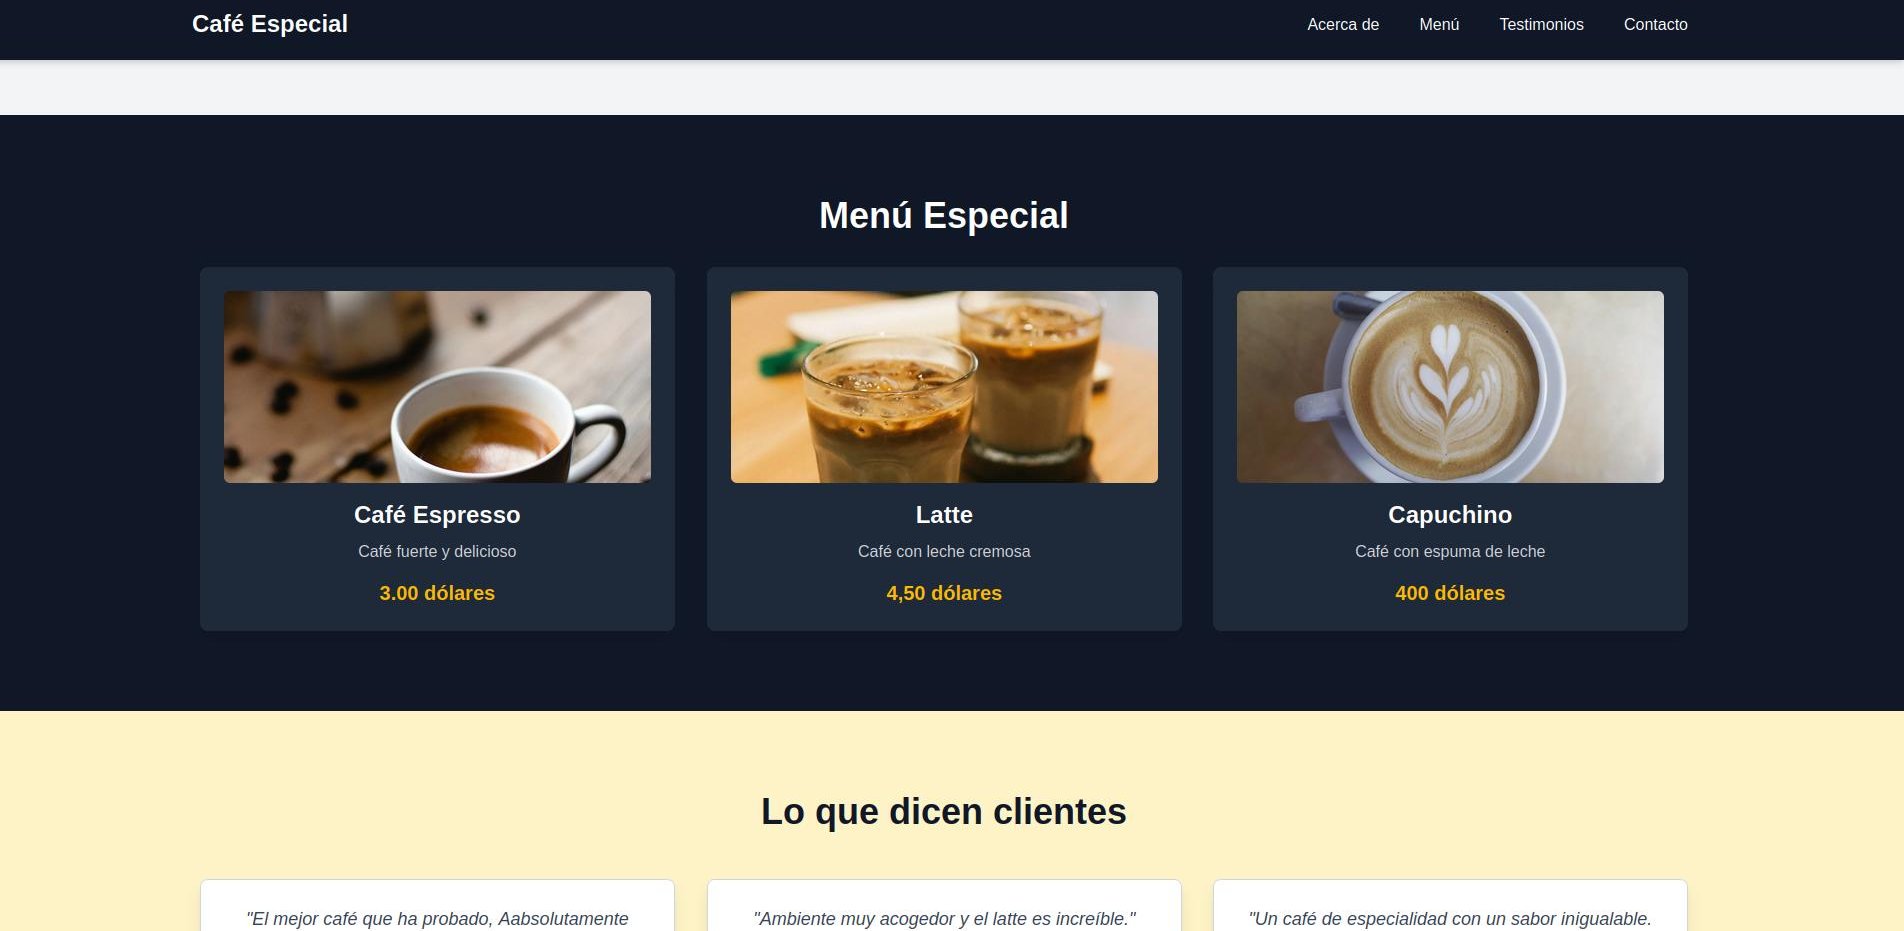 Café Especial
Acerca de Menú Testimonios Contacto
Menú Especial
Café Espresso
Café fuerte y delicioso
3.00 dólares
Latte
Café con leche cremosa
4,50 dólares
Capuchino
Café con espuma de leche
400 dólares
Lo que dicen clientes
"El mejor café que ha probado, Aabsolutamente
"Ambiente muy acogedor y el latte es increíble."
"Un café de especialidad con un sabor inigualable.